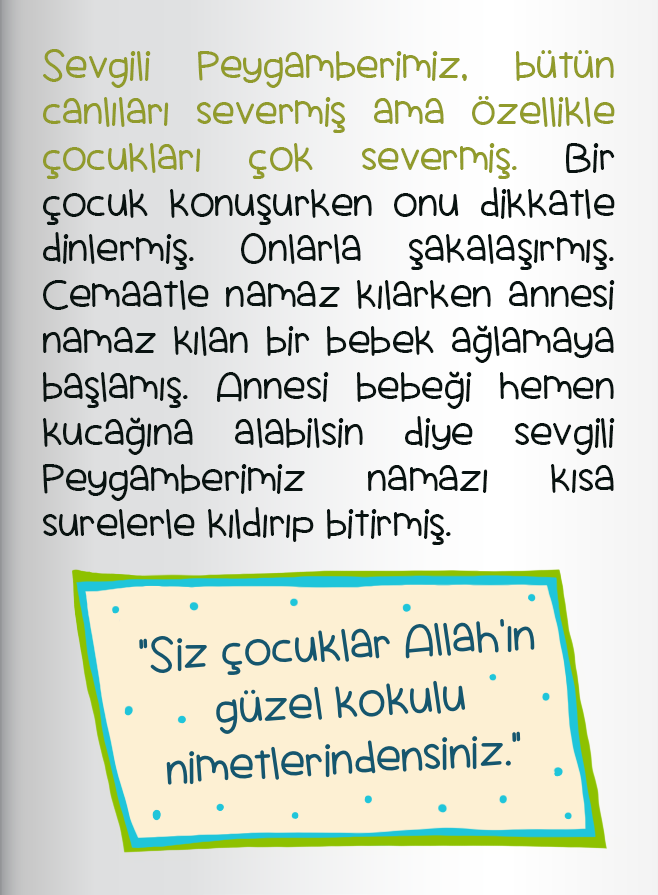 Sevgili Peygamberimiz, bütün
canlıları severmiş ama özellikle
çocukları çok severmiş. Bir
çocuk konuşurken onu dikkatle
dinlermiş. Onlarla şakalaşırmış.
Cemaatle namaz kılarken annesi
namaz kılan bir bebek ağlamaya
başlamış. Annesi bebeği hemen
kucağına alabilsin diye sevgili
Peygamberimiz namazı kısa
surelerle kıldırıp bitirmiş.
"Siz çocuklar Allah'ın
güzel kokulu
nimetlerindensiniz."